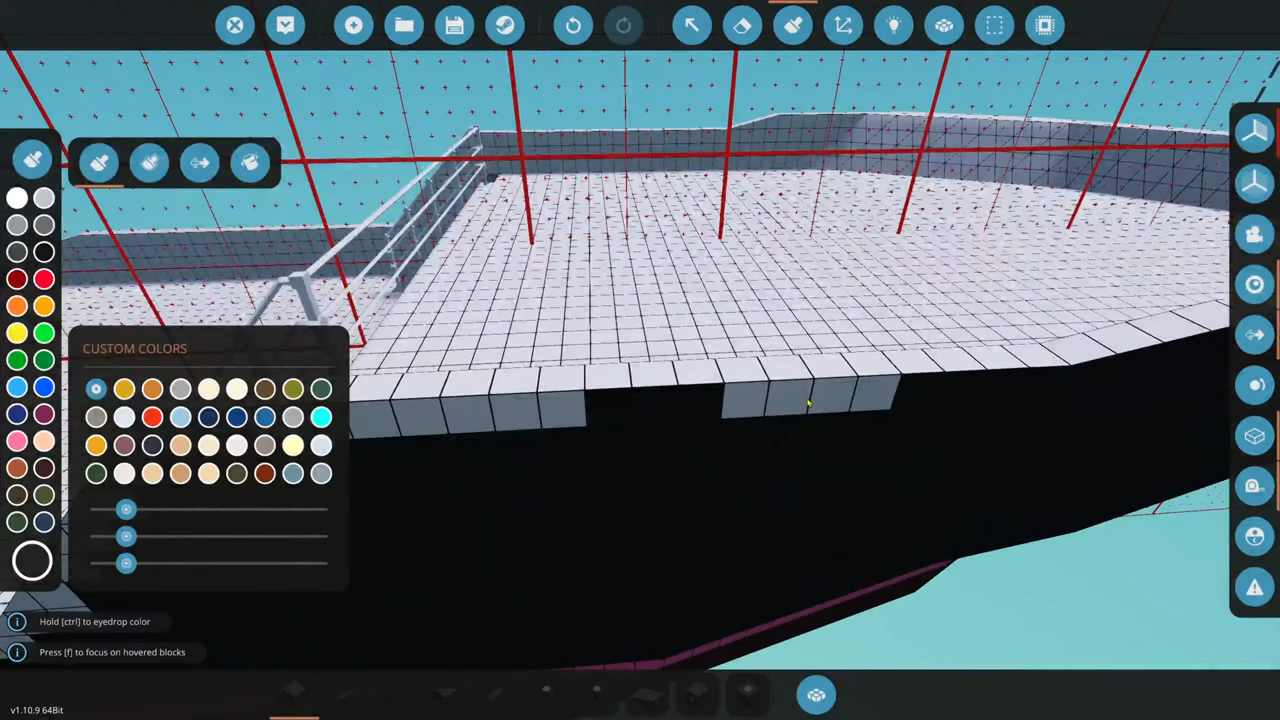 CUSTOM COLORS
Hold [ctrl] to eyedrop color
Press [f] to focus on hovered blocks
v1.10.9 64Bit